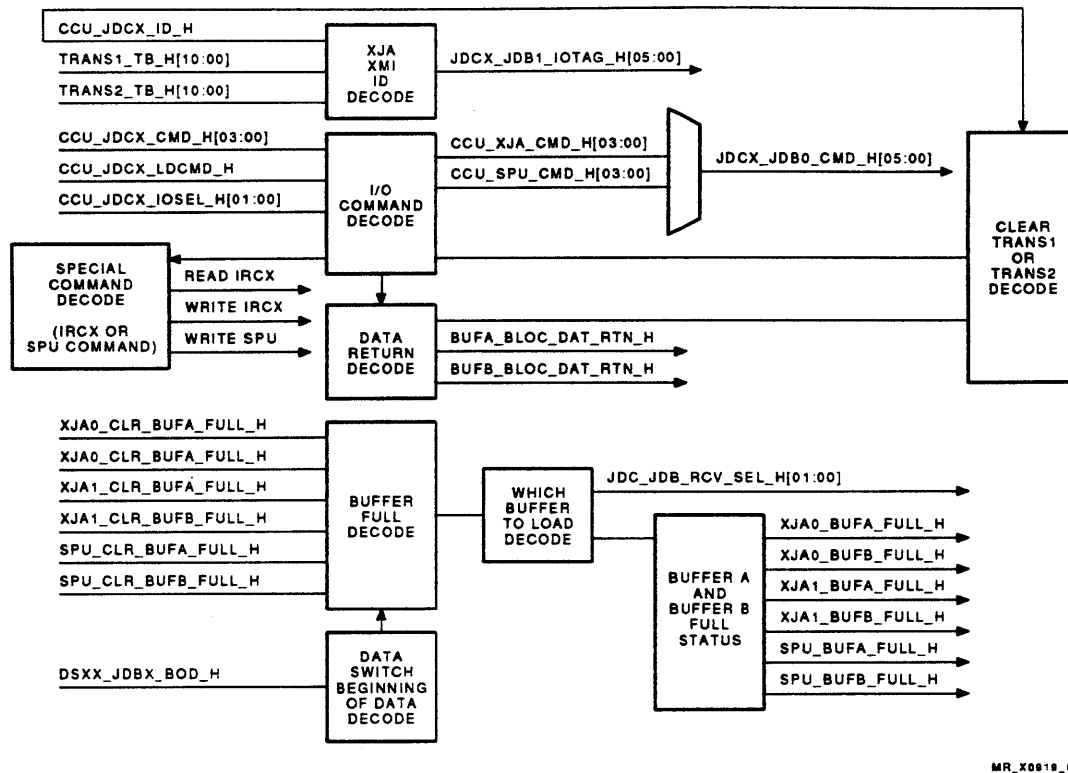 CCU_JDCX_ID_H
TRANS1_TB_H[10:00]
TRANS2_TB_H[10:00]
XJA
XMI
ID
DECODE
JDCX_JDB1_IOTAG_H[05:00]
CCU_JDCX_CMD_H[03:00]
CCU_JDCX_LDCMD_H
CCU_JDCX_IOSEL_H[01:00]
I/O
COMMAND
DECODE
CCU_XJA_CMD_H[03:00]
CCU_SPU_CMD_H[03:00]
JDCX_JDB0_CMD_H[05:00]
CLEAR
TRANS1
OR
TRANS2
DECODE
SPECIAL
COMMAND
DECODE
(IRCX OR
SPU COMMAND)
READ IRCX
WRITE IRCX
WRITE SPU
DATA
RETURN
DECODE
BUFA_BLOC_DAT_RTN_H
BUFB_BLOC_DAT_RTN_H
XJA0_CLR_BUFA_FULL_H
XJA0_CLR_BUFA_FULL_H
XJA1_CLR_BUFA_FULL_H
XJA1_CLR_BUFB_FULL_H
SPU_CLR_BUFA_FULL_H
SPU_CLR_BUFB_FULL_H
BUFFER
FULL
DECODE
WHICH
BUFFER
TO LOAD
DECODE
JDC_JDB_RCV_SEL_H[01:00]
BUFFER A
AND
BUFFER B
FULL
STATUS
XJA0_BUFA_FULL_H
XJA0_BUFB_FULL_H
XJA1_BUFA_FULL_H
XJA1_BUFB_FULL_H
SPU_BUFA_FULL_H
SPU_BUFB_FULL_H
DSXX_JDBX_BOD_H
DATA
SWITCH
BEGINNING
OF DATA
DECODE
MR_X0919_